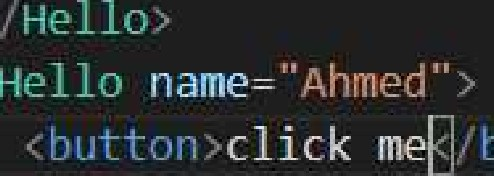 /Hello>
Hello name="Ahmed">
<button>click me</b